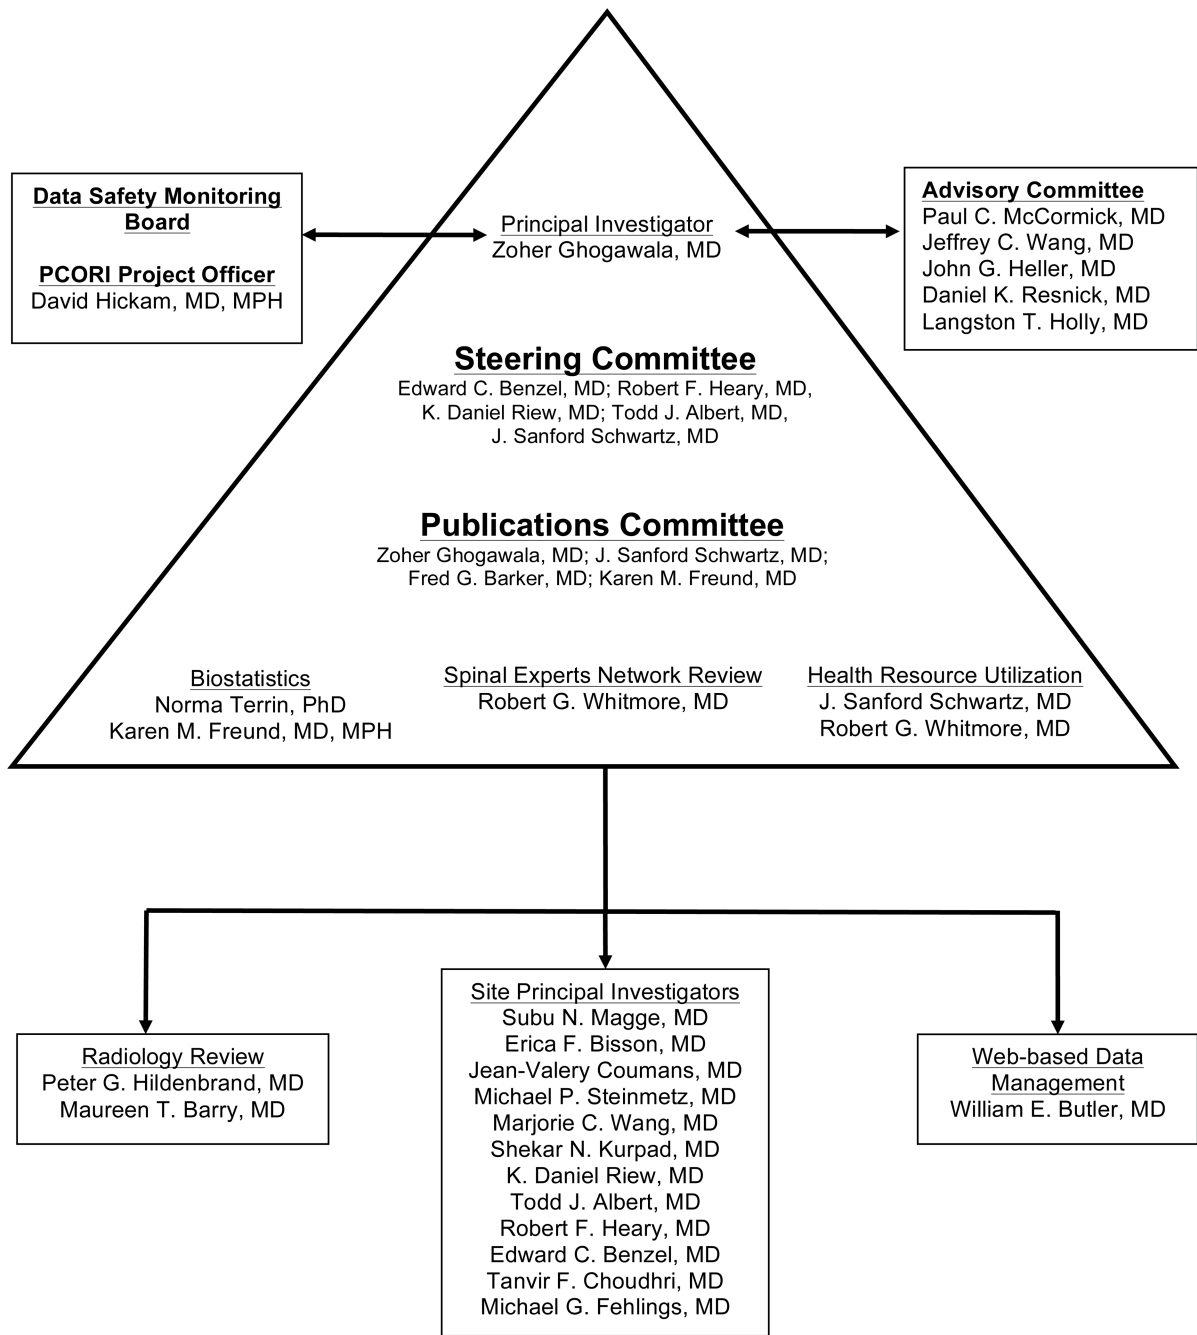 Data Safety Monitoring
Board
PCORI Project Officer
David Hickam, MD, MPH
Principal Investigator
Zoher Ghogawala, MD
Advisory Committee
Paul C. McCormick, MD
Jeffrey C. Wang, MD
John G. Heller, MD
Daniel K. Resnick, MD
Langston T. Holly, MD
Steering Committee
Edward C. Benzel, MD; Robert F. Heary, MD,
K. Daniel Riew, MD; Todd J. Albert, MD,
J. Sanford Schwartz, MD
Publications Committee
Zoher Ghogawala, MD; J. Sanford Schwartz, MD;
Fred G. Barker, MD; Karen M. Freund, MD
Biostatistics
Norma Terrin, PhD
Karen M. Freund, MD, MPH
Spinal Experts Network Review
Robert G. Whitmore, MD
Health Resource Utilization
J. Sanford Schwartz, MD
Robert G. Whitmore, MD
Radiology Review
Peter G. Hildenbrand, MD
Maureen T. Barry, MD
Site Principal Investigators
Subu N. Magge, MD
Erica F. Bisson, MD
Jean-Valery Coumans, MD
Michael P. Steinmetz, MD
Marjorie C. Wang, MD
Shekar N. Kurpad, MD
K. Daniel Riew, MD
Todd J. Albert, MD
Robert F. Heary, MD
Edward C. Benzel, MD
Tanvir F. Choudhri, MD
Michael G. Fehlings, MD
Web-based Data
Management
William E. Butler, MD